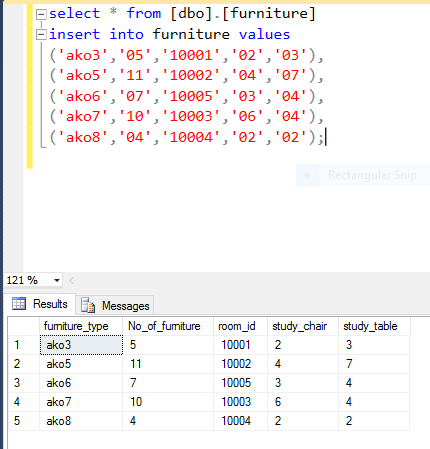 select * from [dbo].[furniture]
insert into furniture values
('ako3','05','10001','02','03'),
('ako5','11','10002','04','07'),
('ako6','07','10005','03','04'),
('ako7','10','10003','06','04'),
('ako8','04','10004','02','02');
Rectangular Snip
121 %
Results Messages
furniture_type No_of_furniture room_id study_chair study_table
1 ako3 5 10001 2 3
2 ako5 11 10002 4 7
3 ako6 7 10005 3 4
4 ako7 10 10003 6 4
5 ako8 4 10004 2 2